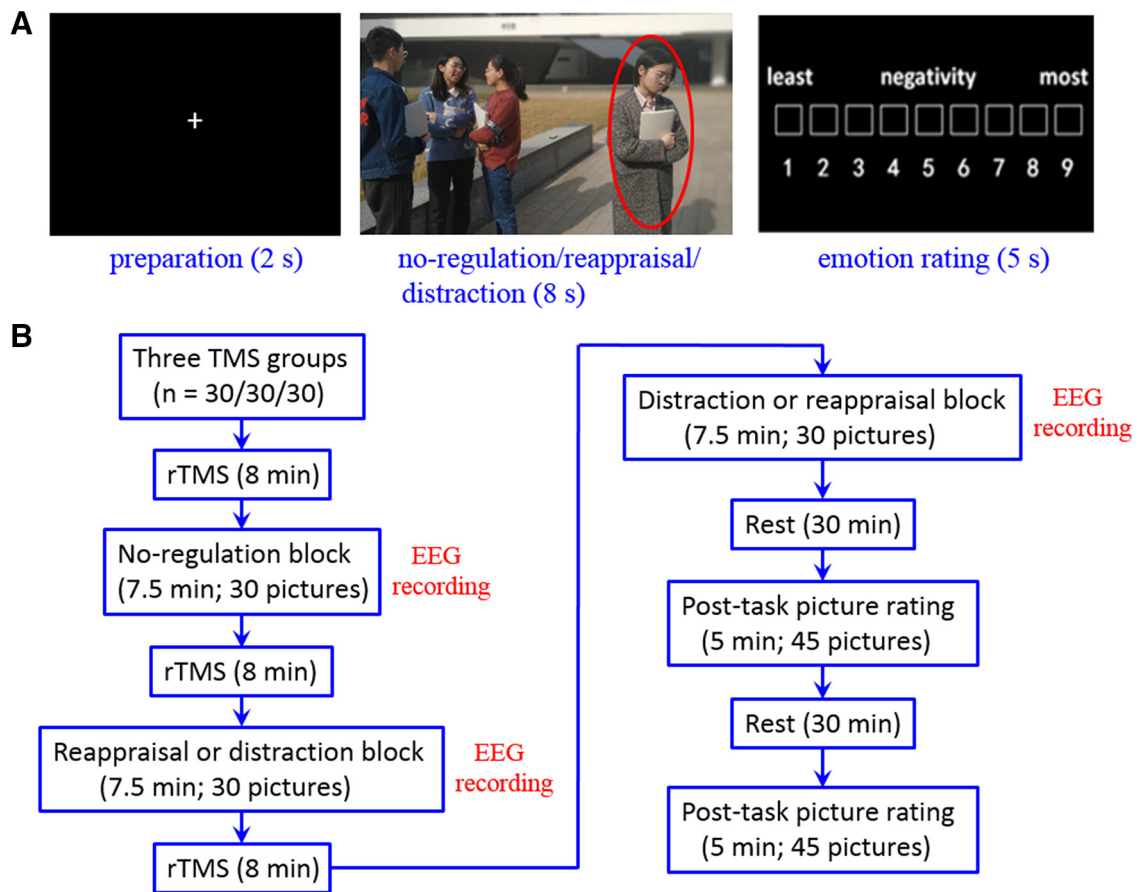 A
+
least negativity most
1 2 3 4 5 6 7 8 9
preparation (2 s)
no-regulation/reappraisal/
distraction (8 s)
emotion rating (5 s)
B
Three TMS groups
(n = 30/30/30)
rTMS (8 min)
No-regulation block
(7.5 min; 30 pictures)
EEG
recording
rTMS (8 min)
Reappraisal or distraction block
(7.5 min; 30 pictures)
EEG
recording
rTMS (8 min)
Distraction or reappraisal block
(7.5 min; 30 pictures)
EEG
recording
Rest (30 min)
Post-task picture rating
(5 min; 45 pictures)
Rest (30 min)
Post-task picture rating
(5 min; 45 pictures)